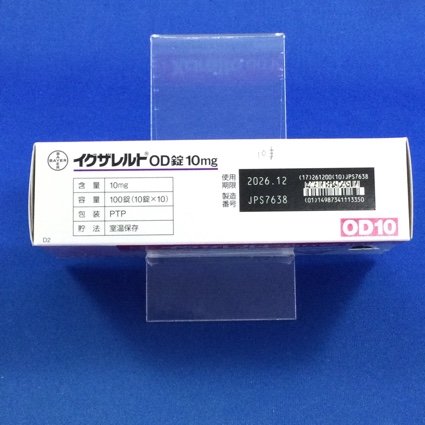 BAYER
イグザレルト® OD錠10mg
含 量 10mg
容 量 100錠(10錠×10)
包 装 PTP
貯 法 室温保存
D2
使用期限 2026.12
製造番号 JPS7638
(17)261200(10)JPS7638
(01)14987341113350
OD10